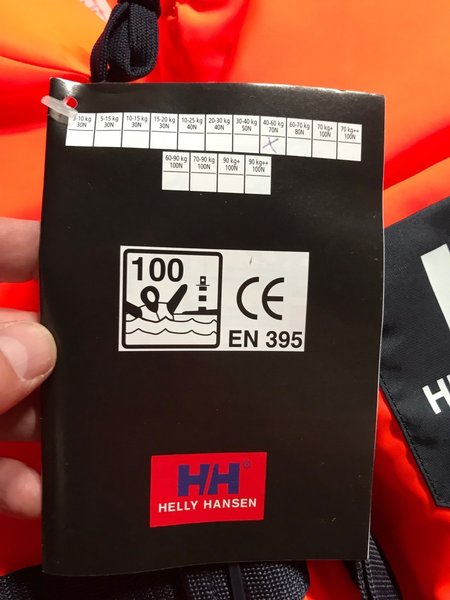 3-10 kg 5-15 kg 10-15 kg 15-20 kg 10-25 kg 20-30 kg 30-40 kg 40-60 kg 60-70 kg 70 kg+ 70 kg++
30N 30N 30N 30N 40N 40N 50N 70N 80N 100N 100N
X
60-90 kg 70-90 kg 90 kg+ 90 kg++
100N 100N 100N 100N
100
CE
EN 395
HH®
HELLY HANSEN
H